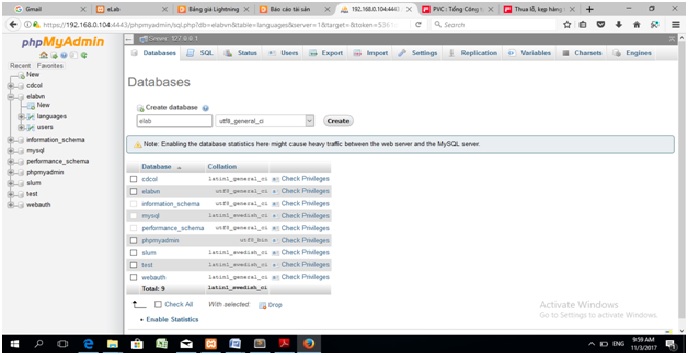 Gmail
eLab
(Bảng giá Lightning
Báo cáo tài sản
192.168.0.104:4443
PVC : Tổng Công t
Thua lỗ, kẹp hàng
https://192.168.0.104:4443/phpmyadmin/sql.php?db=elabvn&table=languages&server=1&target=&token=5361
Search
phpMyAdmin
Recent Favorites
New
cdcol
elabvn
New
languages
users
information_schema
mysql
performance_schema
phpmyadmin
slum
test
webauth
Server: 127.0.0.1
Databases SQL Status Users Export Import Settings Replication Variables Charsets Engines
Databases
Create database
elab utf8_general_ci Create
Note: Enabling the database statistics here might cause heavy traffic between the web server and the MySQL server.
Database Collation
cdcol latin1_general_ci Check Privileges
elabvn utf8_general_ci Check Privileges
information_schema utf8_general_ci Check Privileges
mysql latin1_swedish_ci Check Privileges
performance_schema utf8_general_ci Check Privileges
phpmyadmin utf8_bin Check Privileges
slum latin1_swedish_ci Check Privileges
test latin1_swedish_ci Check Privileges
webauth latin1_general_ci Check Privileges
Total: 9 latin1_swedish_ci
Check All With selected: Drop
Enable Statistics
Activate Windows
Go to Settings to activate Windows.
ENG
9:59 AM
11/3/2017